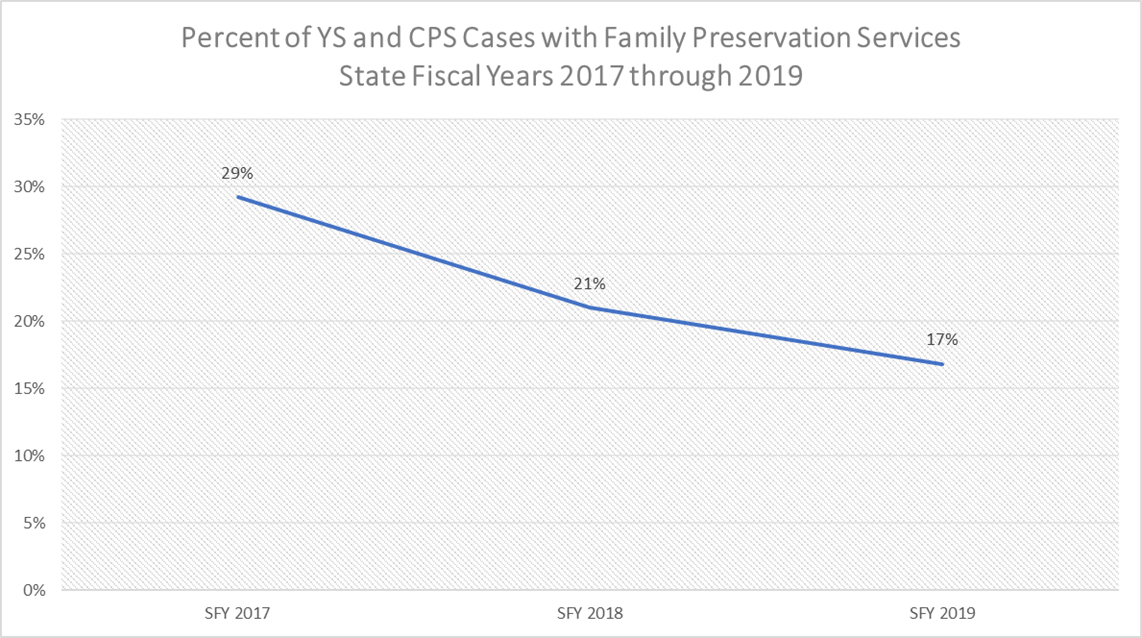 Percent of YS and CPS Cases with Family Preservation Services
State Fiscal Years 2017 through 2019
35%
30%
25%
20%
15%
10%
5%
0%
29%
21%
17%
SFY 2017
SFY 2018
SFY 2019